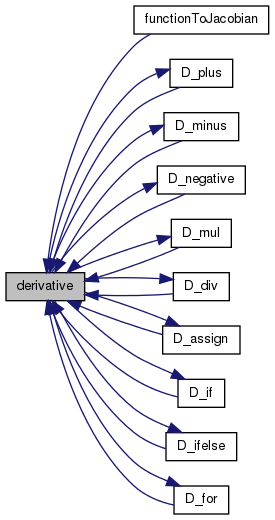 functionToJacobian
D_plus
D_minus
D_negative
D_mul
derivative
D_div
D_assign
D_if
D_ifelse
D_for